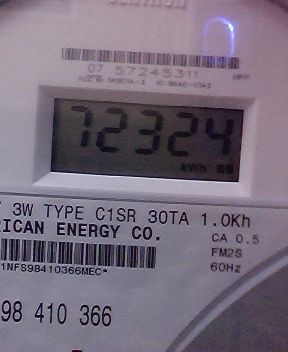 07 57245311
72324
kWh
3W TYPE C1SR 30TA 1.0Kh
RICAN ENERGY CO.
CA 0.5
FM2S
60Hz
1NFS98410366MEC*
98 410 366